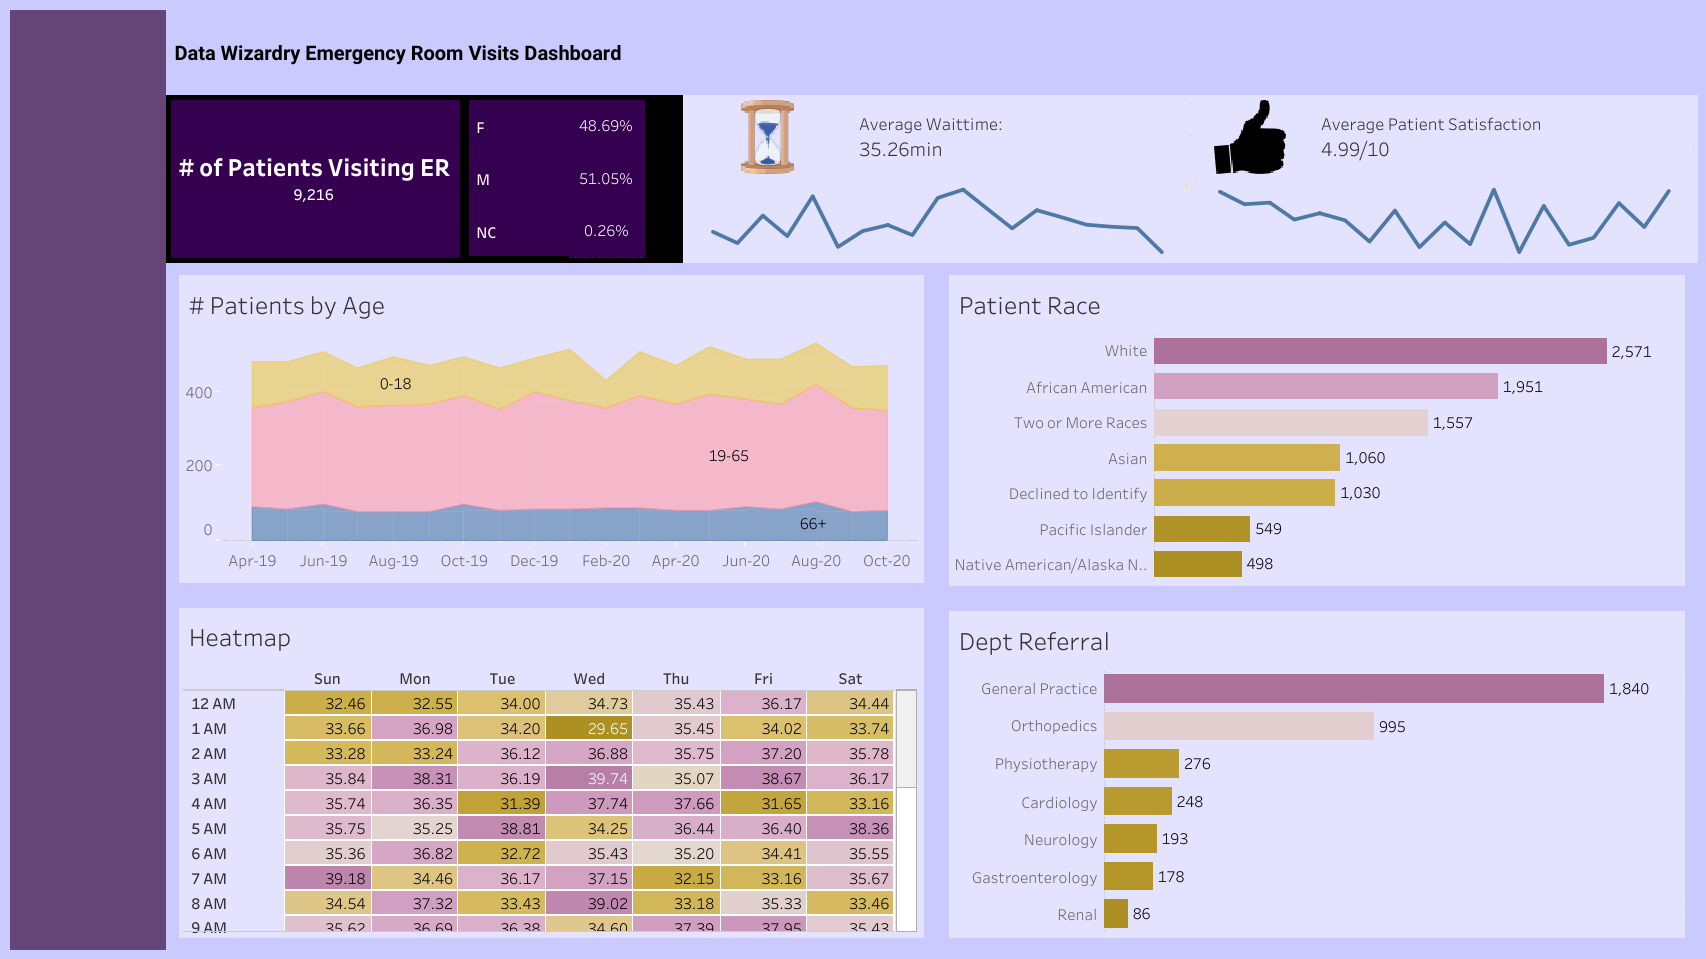 Data Wizardry Emergency Room Visits Dashboard
# of Patients Visiting ER
9,216
F 48.69%
M 51.05%
NC 0.26%
Average Waittime:
35.26min
Average Patient Satisfaction
4.99/10
# Patients by Age
400
200
0
0-18
19-65
66+
Apr-19 Jun-19 Aug-19 Oct-19 Dec-19 Feb-20 Apr-20 Jun-20 Aug-20 Oct-20
Patient Race
White 2,571
African American 1,951
Two or More Races 1,557
Asian 1,060
Declined to Identify 1,030
Pacific Islander 549
Native American/Alaska N.. 498
Heatmap
Sun Mon Tue Wed Thu Fri Sat
12 AM 32.46 32.55 34.00 34.73 35.43 36.17 34.44
1 AM 33.66 36.98 34.20 29.65 35.45 34.02 33.74
2 AM 33.28 33.24 36.12 36.88 35.75 37.20 35.78
3 AM 35.84 38.31 36.19 39.74 35.07 38.67 36.17
4 AM 35.74 36.35 31.39 37.74 37.66 31.65 33.16
5 AM 35.75 35.25 38.81 34.25 36.44 36.40 38.36
6 AM 35.36 36.82 32.72 35.43 35.20 34.41 35.55
7 AM 39.18 34.46 36.17 37.15 32.15 33.16 35.67
8 AM 34.54 37.32 33.43 39.02 33.18 35.33 33.46
9 AM 35.62 36.69 36.38 34.60 37.39 37.95 35.43
Dept Referral
General Practice 1,840
Orthopedics 995
Physiotherapy 276
Cardiology 248
Neurology 193
Gastroenterology 178
Renal 86